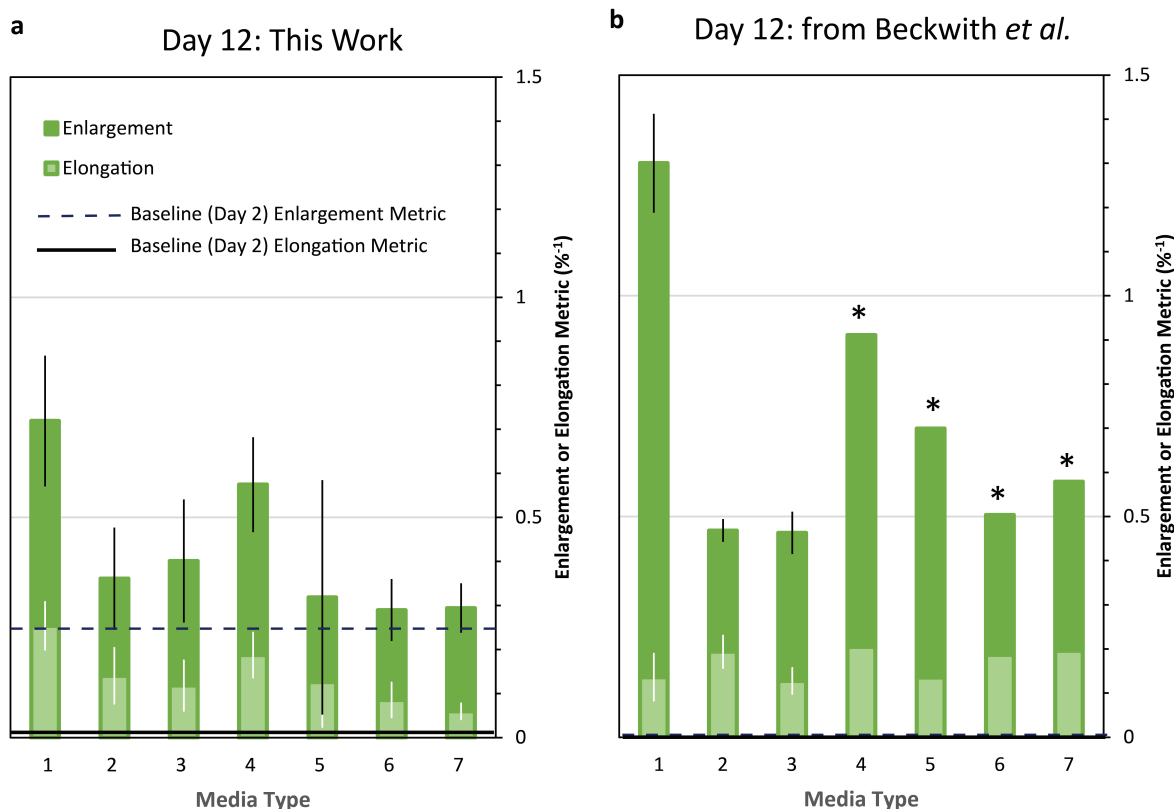 a
Day 12: This Work
Enlargement
Elongation
Baseline (Day 2) Enlargement Metric
Baseline (Day 2) Elongation Metric
1.5
1
0.5
0
Enlargement or Elongation Metric (%⁻¹)
1 2 3 4 5 6 7
Media Type
b
Day 12: from Beckwith et al.
* * * *
1.5
1
0.5
0
Enlargement or Elongation Metric (%⁻¹)
1 2 3 4 5 6 7
Media Type